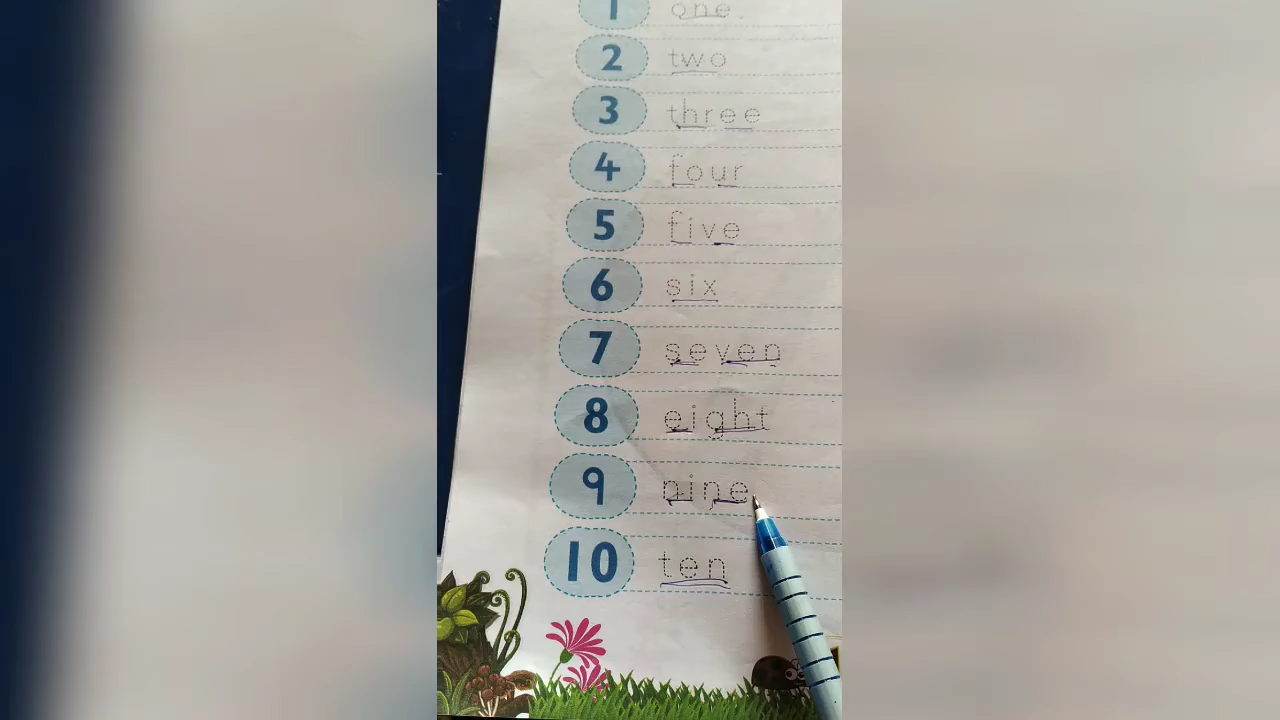 1 one
2 two
3 three
4 four
5 five
6 six
7 seven
8 eight
9 nine
10 ten